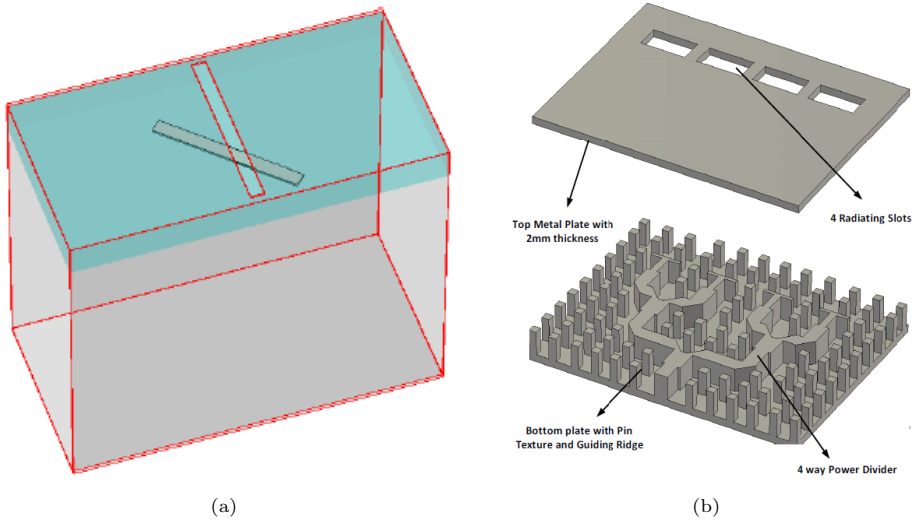 4 Radiating Slots
Top Metal Plate with
2mm thickness
Bottom plate with Pin
Texture and Guiding Ridge
4 way Power Divider
(a)
(b)